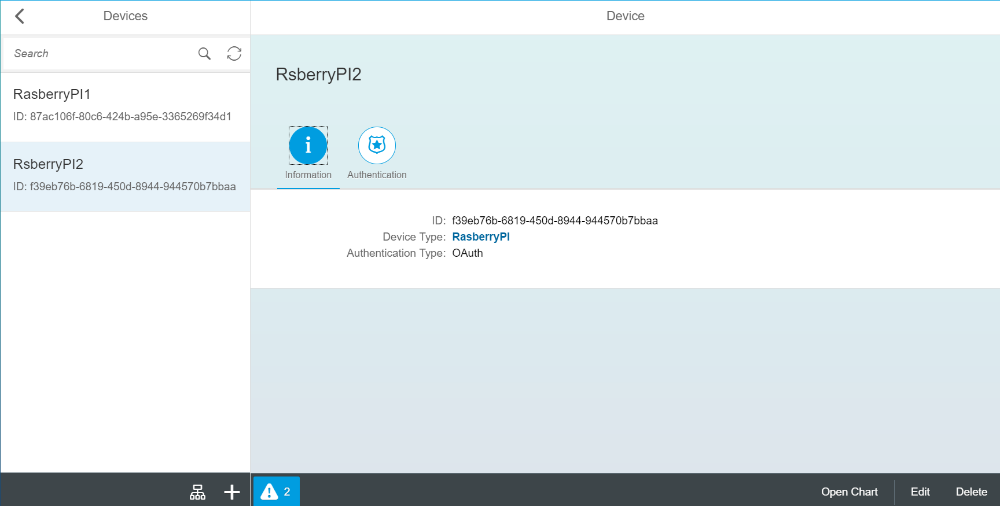 Devices
Device
Search
RasberryPI1
ID: 87ac106f-80c6-424b-a95e-3365269f34d1
RsberryPI2
ID: f39eb76b-6819-450d-8944-944570b7bbaa
RsberryPI2
i
Information
Authentication
ID: f39eb76b-6819-450d-8944-944570b7bbaa
Device Type: RasberryPI
Authentication Type: OAuth
2
Open Chart
Edit
Delete